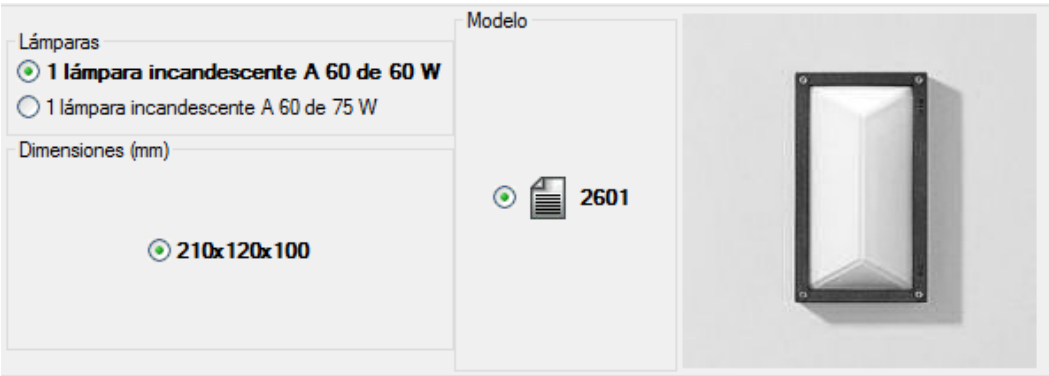 Lámparas
1 lámpara incandescente A 60 de 60 W
1 lámpara incandescente A 60 de 75 W
Dimensiones (mm)
210x120x100
Modelo
2601